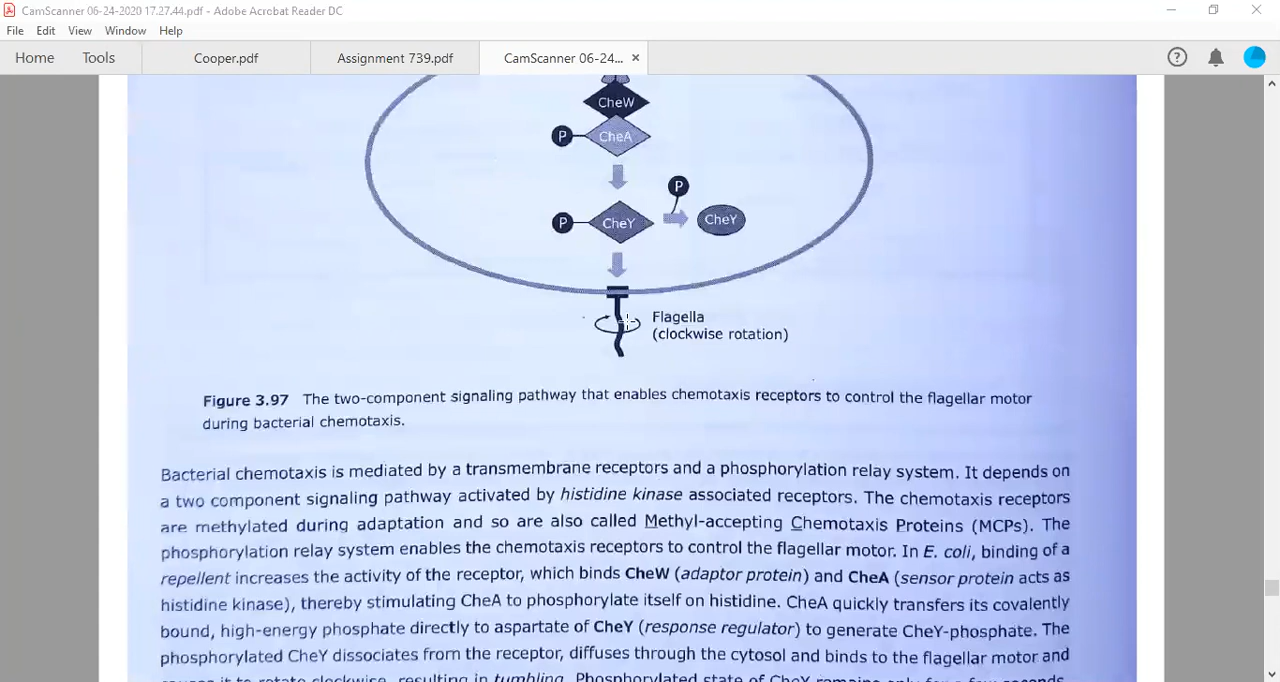 CamScanner 06-24-2020 17.27.44.pdf - Adobe Acrobat Reader DC
File Edit View Window Help
Home Tools Cooper.pdf Assignment 739.pdf CamScanner 06-24... ×
CheW
P CheA
P
P CheY CheY
Flagella
(clockwise rotation)
Figure 3.97 The two-component signaling pathway that enables chemotaxis receptors to control the flagellar motor
during bacterial chemotaxis.
Bacterial chemotaxis is mediated by a transmembrane receptors and a phosphorylation relay system. It depends on
a two component signaling pathway activated by histidine kinase associated receptors. The chemotaxis receptors
are methylated during adaptation and so are also called Methyl-accepting Chemotaxis Proteins (MCPs). The
phosphorylation relay system enables the chemotaxis receptors to control the flagellar motor. In E. coli, binding of a
repellent increases the activity of the receptor, which binds CheW (adaptor protein) and CheA (sensor protein acts as
histidine kinase), thereby stimulating CheA to phosphorylate itself on histidine. CheA quickly transfers its covalently
bound, high-energy phosphate directly to aspartate of CheY (response regulator) to generate CheY-phosphate. The
phosphorylated CheY dissociates from the receptor, diffuses through the cytosol and binds to the flagellar motor and
causes it to rotate clockwise, resulting in tumbling. Phosphorylated state of CheY remains only for a few seconds